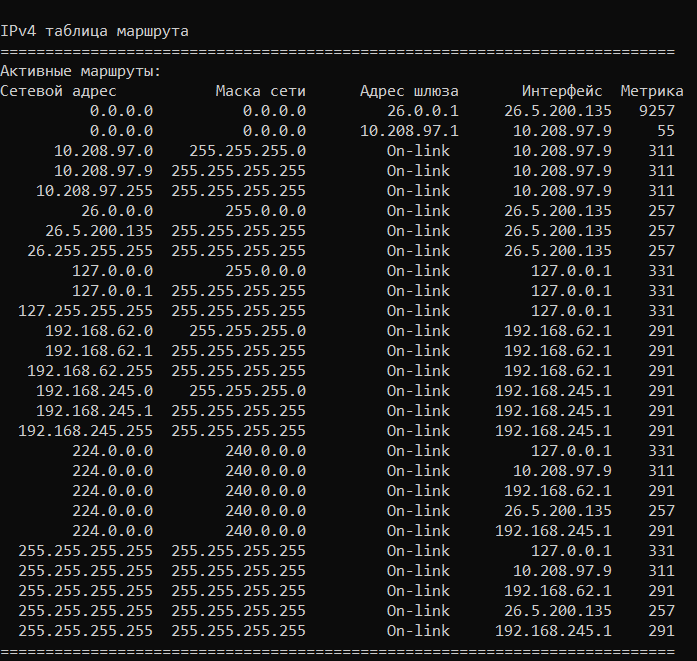 IPv4 таблица маршрута
===========================================================================
Активные маршруты:
Сетевой адрес           Маска сети      Адрес шлюза       Интерфейс  Метрика
          0.0.0.0          0.0.0.0         26.0.0.1     26.5.200.135   9257
          0.0.0.0          0.0.0.0      10.208.97.1      10.208.97.9     55
      10.208.97.0    255.255.255.0         On-link       10.208.97.9    311
      10.208.97.9  255.255.255.255         On-link       10.208.97.9    311
    10.208.97.255  255.255.255.255         On-link       10.208.97.9    311
         26.0.0.0        255.0.0.0         On-link      26.5.200.135    257
     26.5.200.135  255.255.255.255         On-link      26.5.200.135    257
   26.255.255.255  255.255.255.255         On-link      26.5.200.135    257
        127.0.0.0        255.0.0.0         On-link         127.0.0.1    331
        127.0.0.1  255.255.255.255         On-link         127.0.0.1    331
  127.255.255.255  255.255.255.255         On-link         127.0.0.1    331
     192.168.62.0    255.255.255.0         On-link      192.168.62.1    291
     192.168.62.1  255.255.255.255         On-link      192.168.62.1    291
   192.168.62.255  255.255.255.255         On-link      192.168.62.1    291
    192.168.245.0    255.255.255.0         On-link     192.168.245.1    291
    192.168.245.1  255.255.255.255         On-link     192.168.245.1    291
  192.168.245.255  255.255.255.255         On-link     192.168.245.1    291
        224.0.0.0        240.0.0.0         On-link         127.0.0.1    331
        224.0.0.0        240.0.0.0         On-link       10.208.97.9    311
        224.0.0.0        240.0.0.0         On-link      192.168.62.1    291
        224.0.0.0        240.0.0.0         On-link      26.5.200.135    257
        224.0.0.0        240.0.0.0         On-link     192.168.245.1    291
  255.255.255.255  255.255.255.255         On-link         127.0.0.1    331
  255.255.255.255  255.255.255.255         On-link       10.208.97.9    311
  255.255.255.255  255.255.255.255         On-link      192.168.62.1    291
  255.255.255.255  255.255.255.255         On-link      26.5.200.135    257
  255.255.255.255  255.255.255.255         On-link     192.168.245.1    291
===========================================================================